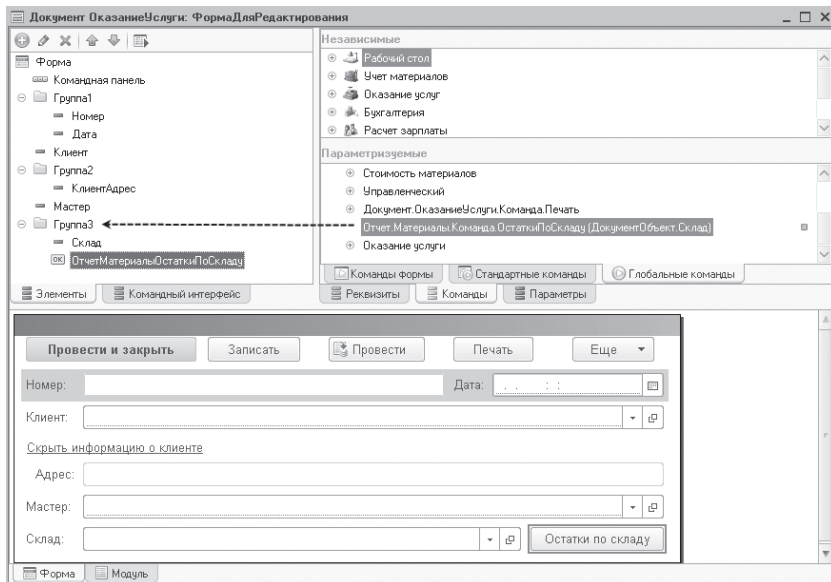 Документ ОказаниеУслуги: ФормаДляРедактирования
Форма
Командная панель
Группа1
Номер
Дата
Клиент
Группа2
КлиентАдрес
Мастер
Группа3
Склад
OK ОтчетМатериалыОстаткиПоСкладу
Элементы
Командный интерфейс
Независимые
Рабочий стол
Учет материалов
Оказание услуг
Бухгалтерия
Расчет зарплаты
Параметризуемые
Стоимость материалов
Управленческий
Документ.ОказаниеУслуги.Команда.Печать
Отчет.Материалы.Команда.ОстаткиПоСкладу (ДокументОбъект.Склад)
Оказание услуги
Команды формы
Стандартные команды
Глобальные команды
Реквизиты
Команды
Параметры
Провести и закрыть
Записать
Провести
Печать
Еще
Номер:
Дата: . . : :
Клиент:
Скрыть информацию о клиенте
Адрес:
Мастер:
Склад:
Остатки по складу
Форма
Модуль